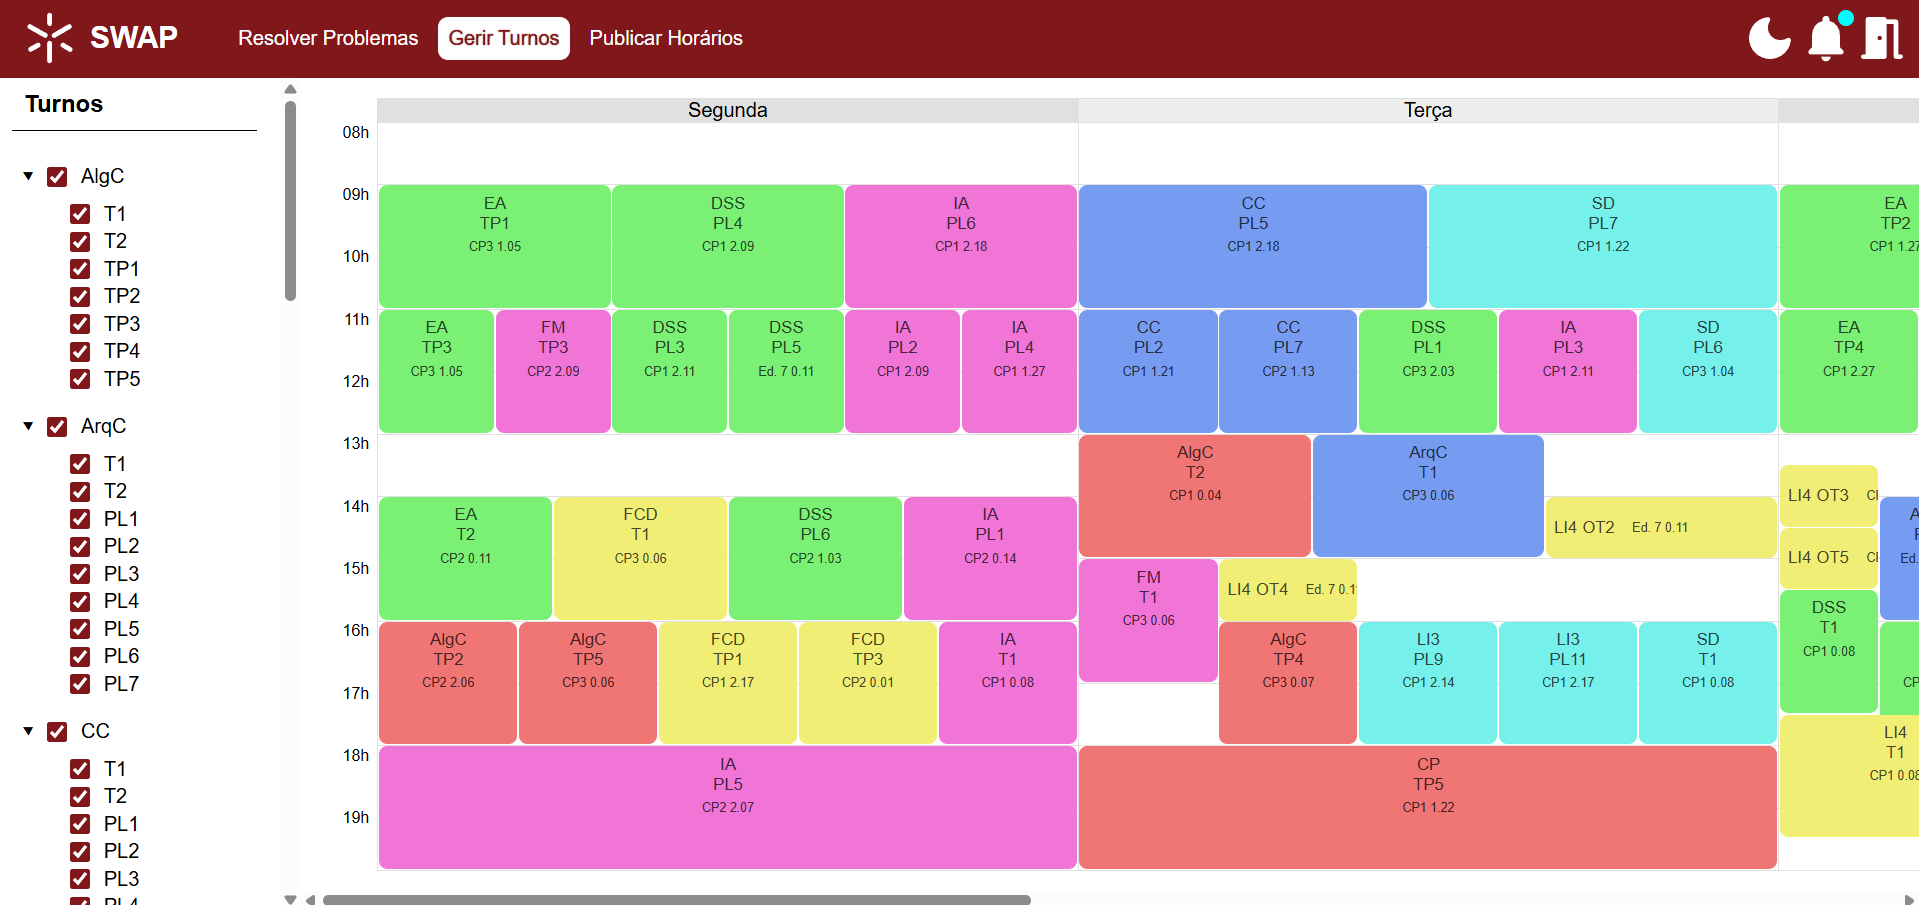 SWAP
Resolver Problemas
Gerir Turnos
Publicar Horários
Turnos
AlgC
T1
T2
TP1
TP2
TP3
TP4
TP5
ArqC
T1
T2
PL1
PL2
PL3
PL4
PL5
PL6
PL7
CC
T1
T2
PL1
PL2
PL3
PL4
Segunda
Terça
08h
09h
10h
11h
12h
13h
14h
15h
16h
17h
18h
19h
EA
TP1
CP3 1.05
DSS
PL4
CP1 2.09
IA
PL6
CP1 2.18
EA
TP3
CP3 1.05
FM
TP3
CP2 2.09
DSS
PL3
CP1 2.11
DSS
PL5
Ed. 7 0.11
IA
PL2
CP1 2.09
IA
PL4
CP1 1.27
EA
T2
CP2 0.11
FCD
T1
CP3 0.06
DSS
PL6
CP2 1.03
IA
PL1
CP2 0.14
AlgC
TP2
CP2 2.06
AlgC
TP5
CP3 0.06
FCD
TP1
CP1 2.17
FCD
TP3
CP2 0.01
IA
T1
CP1 0.08
IA
PL5
CP2 2.07
CC
PL5
CP1 2.18
SD
PL7
CP1 1.22
CC
PL2
CP1 1.21
CC
PL7
CP2 1.13
DSS
PL1
CP3 2.03
IA
PL3
CP1 2.11
SD
PL6
CP3 1.04
AlgC
T2
CP1 0.04
ArqC
T1
CP3 0.06
LI4 OT2 Ed. 7 0.11
FM
T1
CP3 0.06
LI4 OT4 Ed. 7 0.1
AlgC
TP4
CP3 0.07
LI3
PL9
CP1 2.14
LI3
PL11
CP1 2.17
SD
T1
CP1 0.08
CP
TP5
CP1 1.22
EA
TP2
CP1 1.27
EA
TP4
CP1 2.27
LI4 OT3
LI4 OT5
Ed.
DSS
T1
CP1 0.08
CP
LI4
T1
CP1 0.08